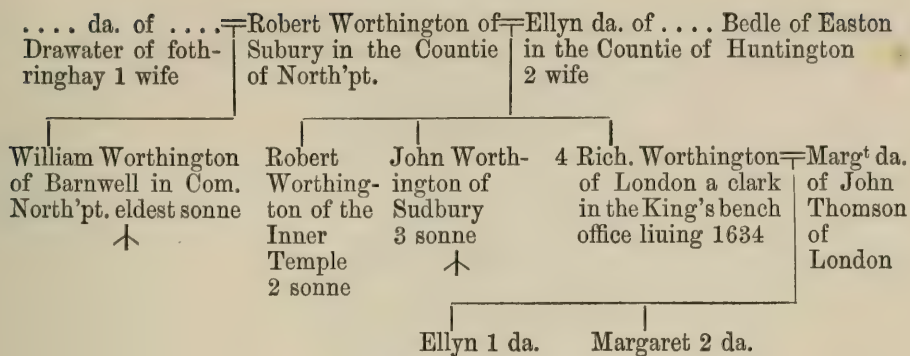 .... da. of .... Drawater of foth-
ringhay 1 wife
Robert Worthington of
Subury in the Countie
of North'pt.
Ellyn da. of .... Bedle of Easton
in the Countie of Huntington
2 wife
William Worthington
of Barnwell in Com.
North'pt. eldest sonne
Robert
Worthing-
ton of the
Inner
Temple
2 sonne
John Worth-
ington of
Sudbury
3 sonne
4 Rich. Worthington
of London a clark
in the King's bench
office liuing 1634
Margt da.
of John
Thomson
of
London
Ellyn 1 da.
Margaret 2 da.